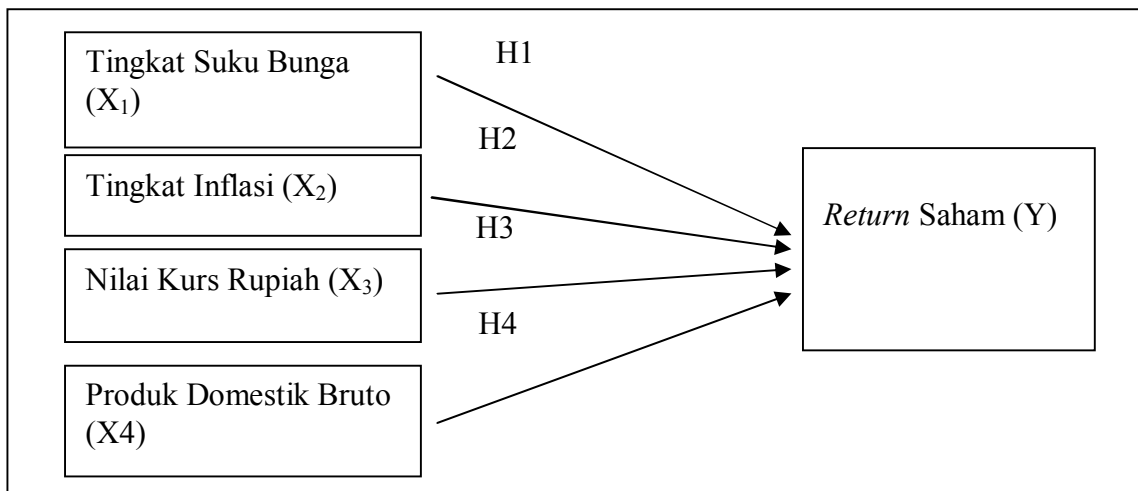 Tingkat Suku Bunga
(X₁)
H1
H2
Tingkat Inflasi (X₂)
H3
Nilai Kurs Rupiah (X₃)
H4
Produk Domestik Bruto
(X4)
Return Saham (Y)